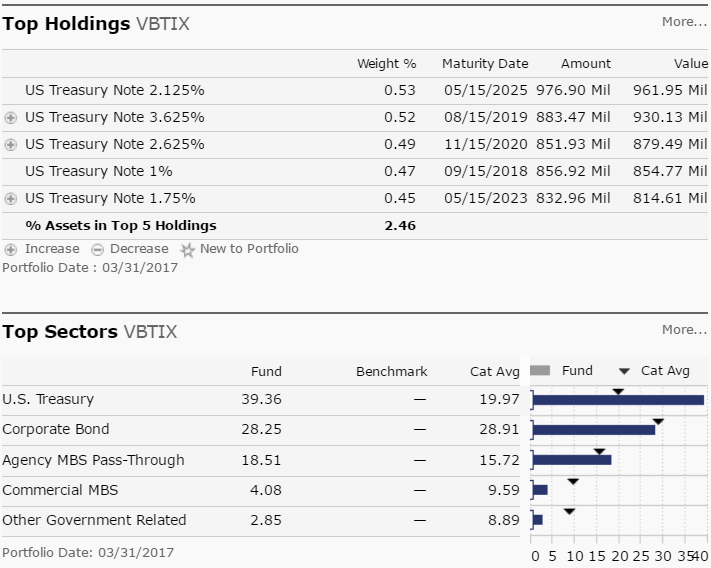 Top Holdings VBTIX More...
Weight % Maturity Date Amount Value
US Treasury Note 2.125% 0.53 05/15/2025 976.90 Mil 961.95 Mil
US Treasury Note 3.625% 0.52 08/15/2019 883.47 Mil 930.13 Mil
US Treasury Note 2.625% 0.49 11/15/2020 851.93 Mil 879.49 Mil
US Treasury Note 1% 0.47 09/15/2018 856.92 Mil 854.77 Mil
US Treasury Note 1.75% 0.45 05/15/2023 832.96 Mil 814.61 Mil
% Assets in Top 5 Holdings 2.46
Increase Decrease New to Portfolio
Portfolio Date : 03/31/2017
Top Sectors VBTIX More...
Fund Benchmark Cat Avg Fund Cat Avg
U.S. Treasury 39.36 — 19.97
Corporate Bond 28.25 — 28.91
Agency MBS Pass-Through 18.51 — 15.72
Commercial MBS 4.08 — 9.59
Other Government Related 2.85 — 8.89
Portfolio Date: 03/31/2017 0 5 10 15 20 25 30 35 40